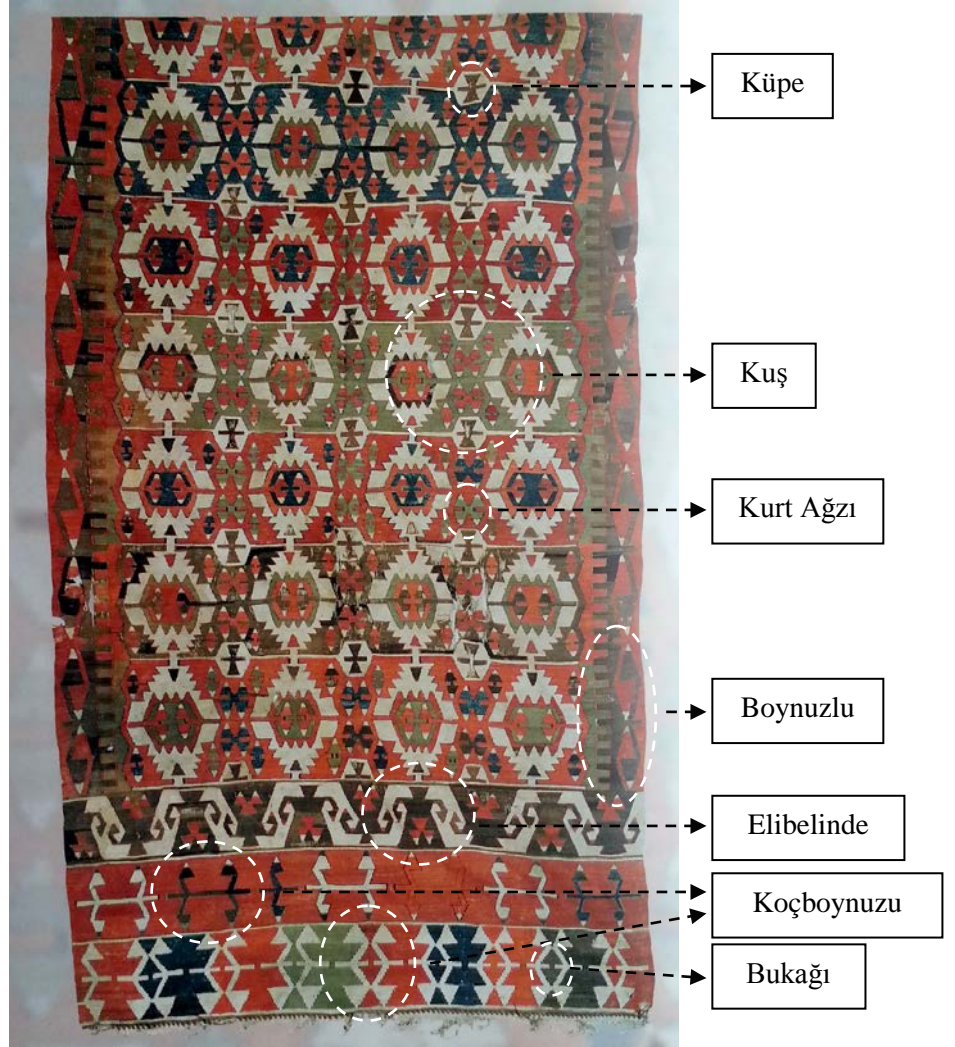 Küpe
Kuş
Kurt Ağzı
Boynuzlu
Elibelinde
Koçboynuzu
Bukağı